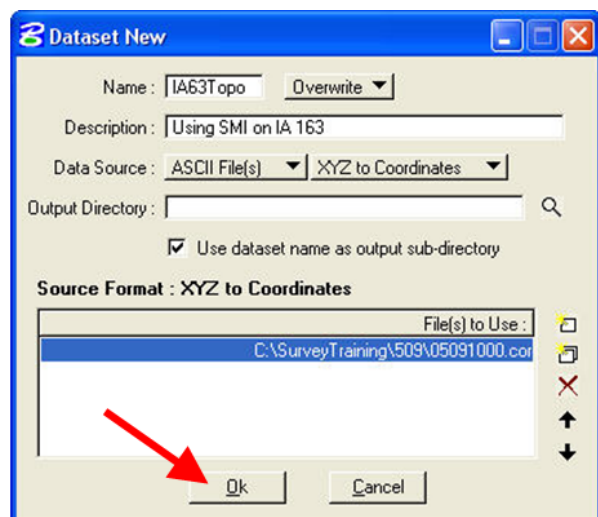 Dataset New
Name : IA63Topo Overwrite
Description : Using SMI on IA 163
Data Source : ASCII File(s) XYZ to Coordinates
Output Directory :
Use dataset name as output sub-directory
Source Format : XYZ to Coordinates
File(s) to Use :
C:\SurveyTraining\509\05091000.cor
Ok Cancel